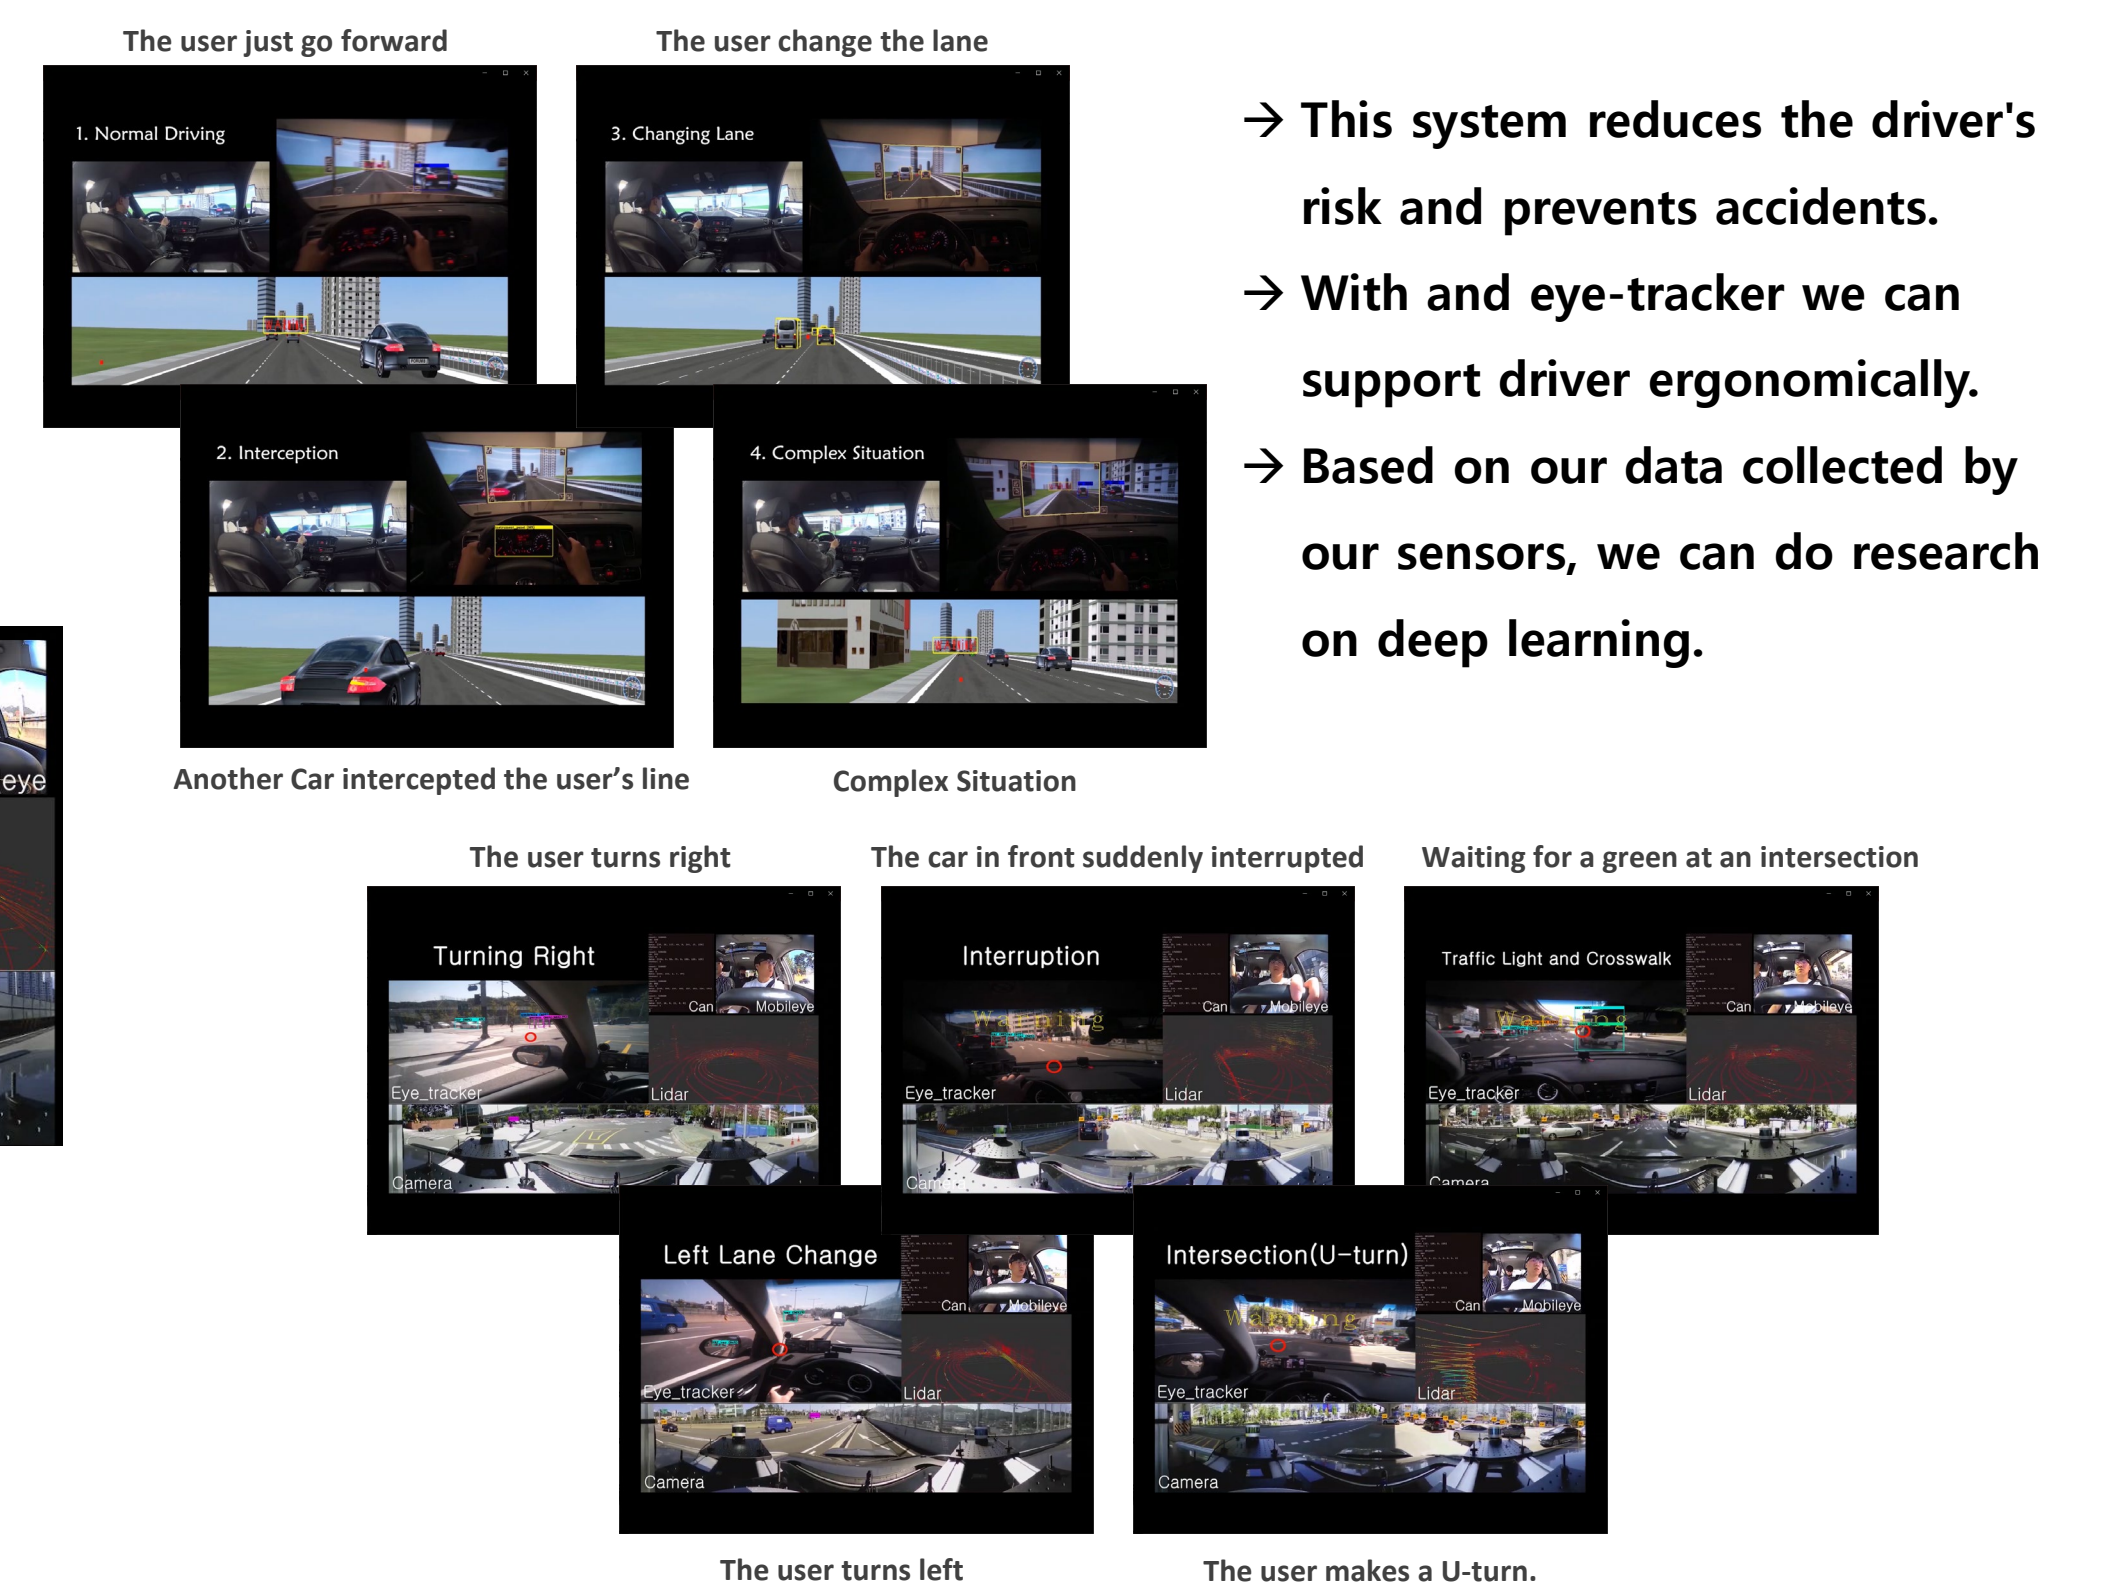 The user just go forward
The user change the lane
1. Normal Driving
3. Changing Lane
→ This system reduces the driver's
risk and prevents accidents.
→ With and eye-tracker we can
support driver ergonomically.
→ Based on our data collected by
our sensors, we can do research
on deep learning.
2. Interception
4. Complex Situation
Another Car intercepted the user's line
Complex Situation
eye
The user turns right
The car in front suddenly interrupted
Waiting for a green at an intersection
Turning Right
Can
Mobileye
Eye_tracker
Lidar
Camera
Interruption
Warning
Can
Mobileye
Eye_tracker
Lidar
Camera
Traffic Light and Crosswalk
Warning
Can
Mobileye
Eye_tracker
Lidar
Camera
Left Lane Change
Can
Mobileye
Eye_tracker
Lidar
Camera
Intersection(U-turn)
Warning
Can
Mobileye
Eye_tracker
Lidar
Camera
The user turns left
The user makes a U-turn.